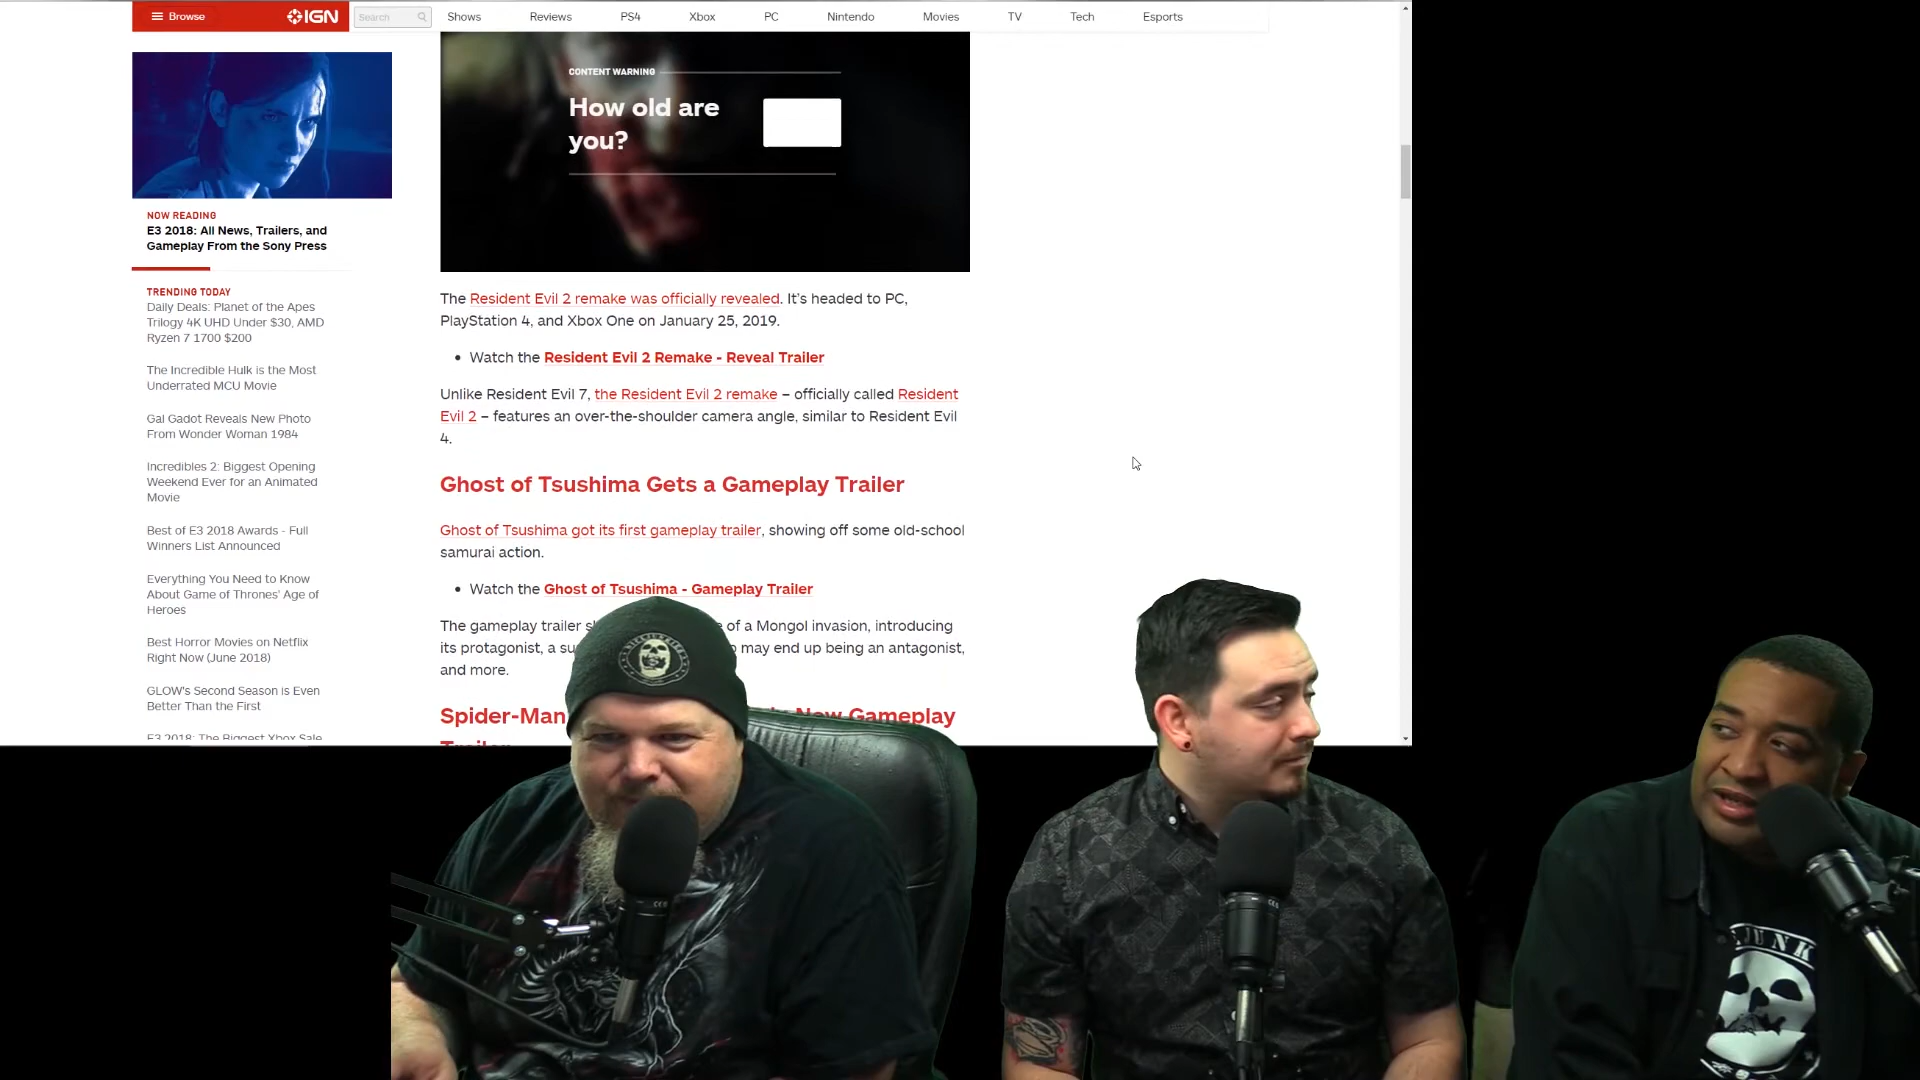 Browse
IGN
Search
Shows
Reviews
PS4
Xbox
PC
Nintendo
Movies
TV
Tech
Esports
NOW READING
E3 2018: All News, Trailers, and
Gameplay From the Sony Press
TRENDING TODAY
Daily Deals: Planet of the Apes
Trilogy 4K UHD Under $30, AMD
Ryzen 7 1700 $200
The Incredible Hulk is the Most
Underrated MCU Movie
Gal Gadot Reveals New Photo
From Wonder Woman 1984
Incredibles 2: Biggest Opening
Weekend Ever for an Animated
Movie
Best of E3 2018 Awards - Full
Winners List Announced
Everything You Need to Know
About Game of Thrones' Age of
Heroes
Best Horror Movies on Netflix
Right Now (June 2018)
GLOW's Second Season is Even
Better Than the First
E3 2018: The Biggest Xbox Sale
CONTENT WARNING
How old are
you?
The Resident Evil 2 remake was officially revealed. It's headed to PC,
PlayStation 4, and Xbox One on January 25, 2019.
• Watch the Resident Evil 2 Remake - Reveal Trailer
Unlike Resident Evil 7, the Resident Evil 2 remake – officially called Resident
Evil 2 – features an over-the-shoulder camera angle, similar to Resident Evil
4.
Ghost of Tsushima Gets a Gameplay Trailer
Ghost of Tsushima got its first gameplay trailer, showing off some old-school
samurai action.
• Watch the Ghost of Tsushima - Gameplay Trailer
The gameplay trailer of a Mongol invasion, introducing
its protagonist, a may end up being an antagonist,
and more.
Spider-Man New Gameplay
Trailer